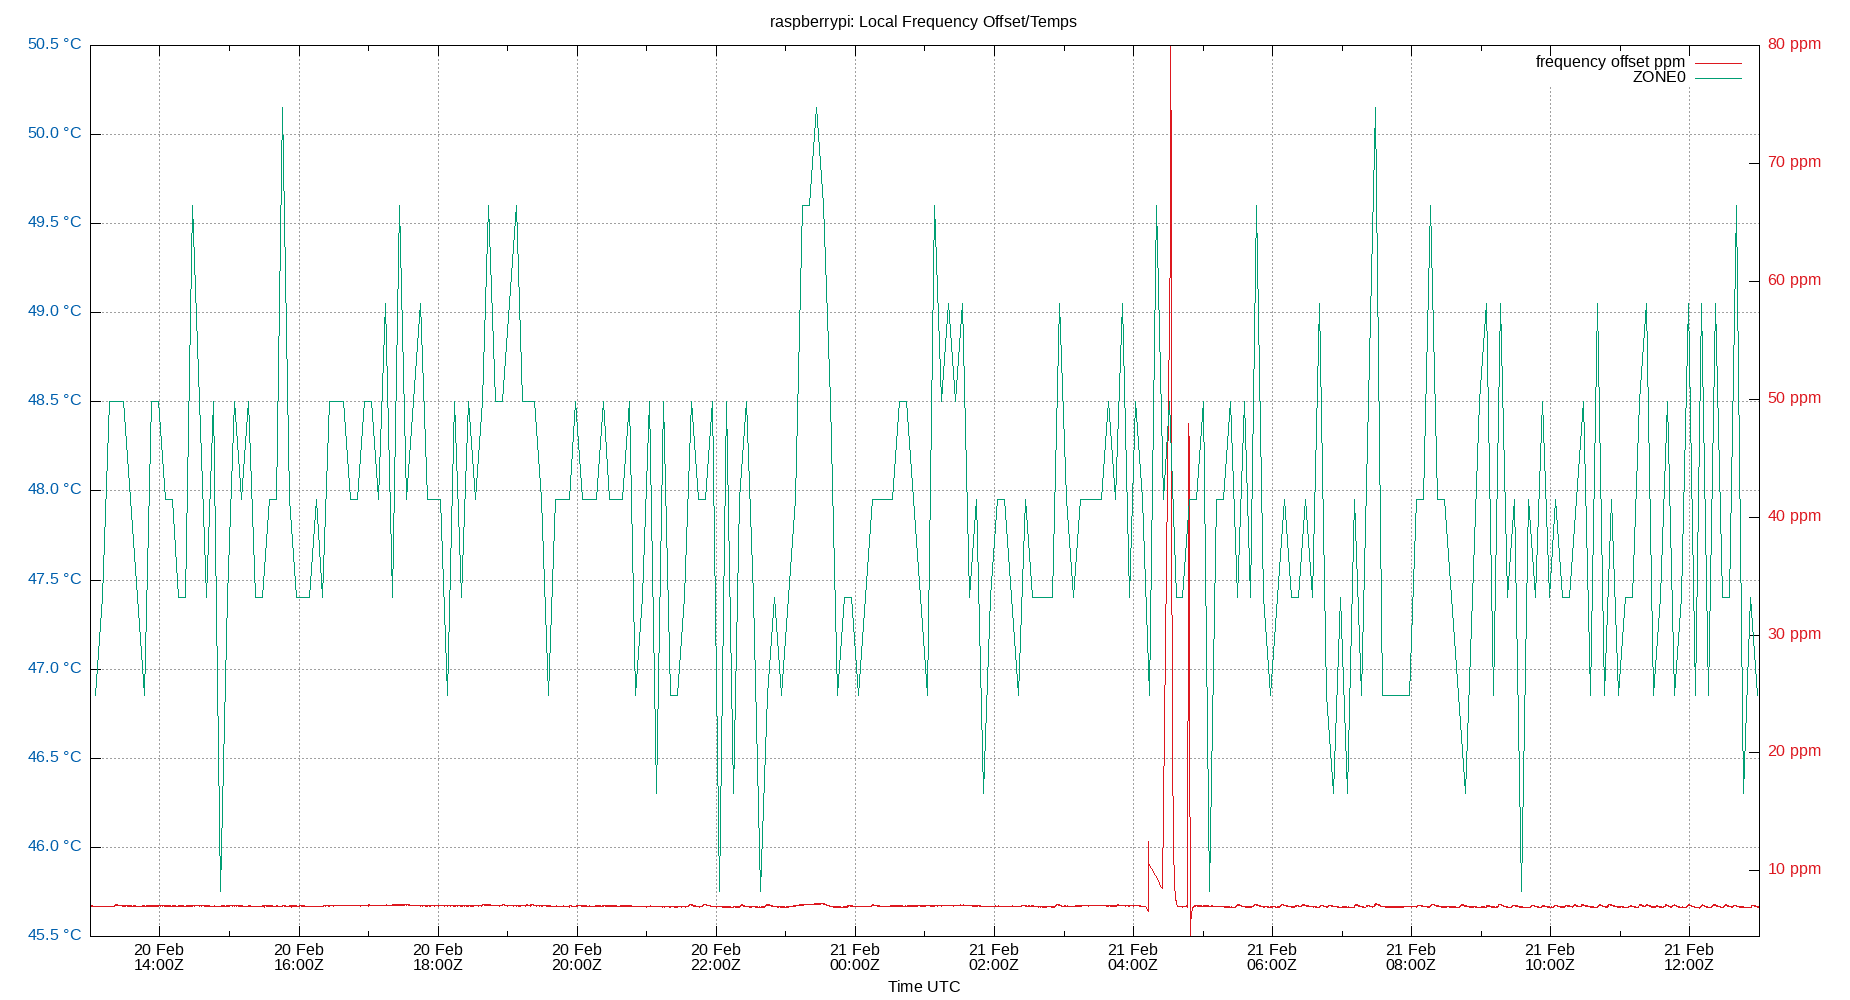 raspberrypi: Local Frequency Offset/Temps
50.5 °C
50.0 °C
49.5 °C
49.0 °C
48.5 °C
48.0 °C
47.5 °C
47.0 °C
46.5 °C
46.0 °C
45.5 °C
80 ppm
70 ppm
60 ppm
50 ppm
40 ppm
30 ppm
20 ppm
10 ppm
frequency offset ppm
ZONE0
20 Feb
14:00Z
20 Feb
16:00Z
20 Feb
18:00Z
20 Feb
20:00Z
20 Feb
22:00Z
21 Feb
00:00Z
21 Feb
02:00Z
21 Feb
04:00Z
21 Feb
06:00Z
21 Feb
08:00Z
21 Feb
10:00Z
21 Feb
12:00Z
Time UTC